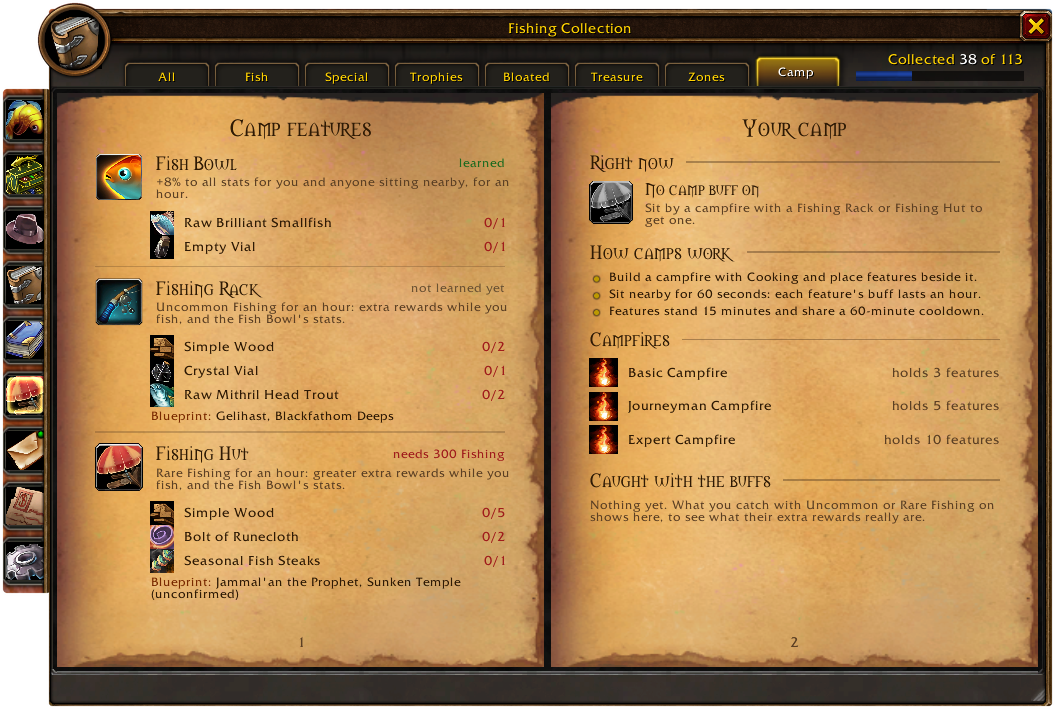 Fishing Collection
Collected 38 of 113
All
Fish
Special
Trophies
Bloated
Treasure
Zones
Camp
Camp features
Fish Bowl
learned
+8% to all stats for you and anyone sitting nearby, for an
hour.
Raw Brilliant Smallfish 0/1
Empty Vial 0/1
Fishing Rack
not learned yet
Uncommon Fishing for an hour: extra rewards while you
fish, and the Fish Bowl's stats.
Simple Wood 0/2
Crystal Vial 0/1
Raw Mithril Head Trout 0/2
Blueprint: Gelihast, Blackfathom Deeps
Fishing Hut
needs 300 Fishing
Rare Fishing for an hour: greater extra rewards while you
fish, and the Fish Bowl's stats.
Simple Wood 0/5
Bolt of Runecloth 0/2
Seasonal Fish Steaks 0/1
Blueprint: Jammal'an the Prophet, Sunken Temple
(unconfirmed)
1
Your camp
Right now
No camp buff on
Sit by a campfire with a Fishing Rack or Fishing Hut to
get one.
How camps work
Build a campfire with Cooking and place features beside it.
Sit nearby for 60 seconds: each feature's buff lasts an hour.
Features stand 15 minutes and share a 60-minute cooldown.
Campfires
Basic Campfire holds 3 features
Journeyman Campfire holds 5 features
Expert Campfire holds 10 features
Caught with the buffs
Nothing yet. What you catch with Uncommon or Rare Fishing on
shows here, to see what their extra rewards really are.
2